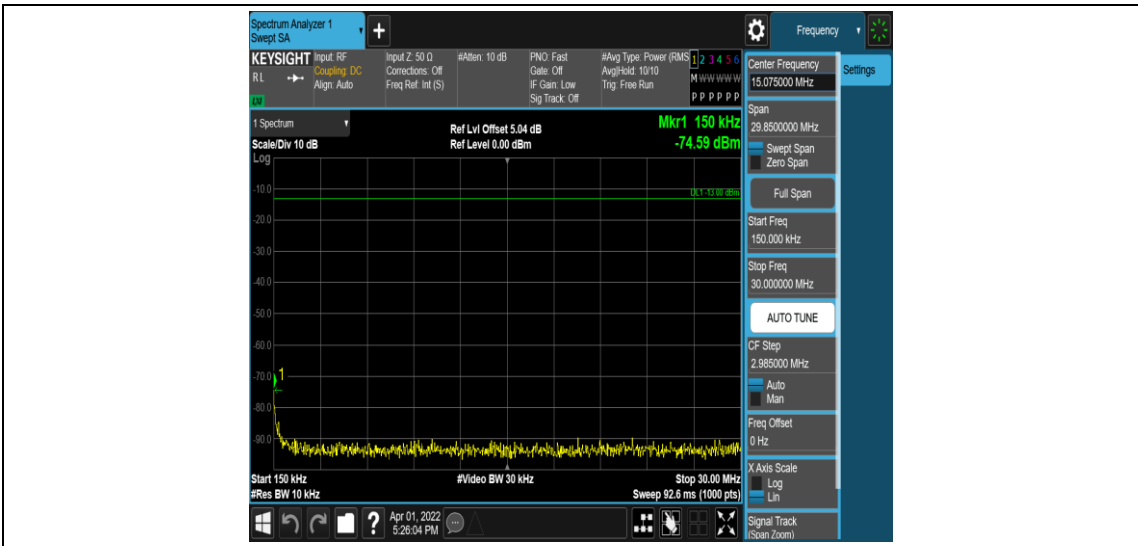 Spectrum Analyzer 1
Swept SA
+
Frequency
KEYSIGHT
R L
Input: RF
Coupling: DC
Align: Auto
Input Z: 50 Ω
Corrections: Off
Freq Ref: Int (S)
#Atten: 10 dB
PNO: Fast
Gate: Off
IF Gain: Low
Sig Track: Off
#Avg Type: Power (RMS
Avg|Hold: 10/10
Trig: Free Run
1 2 3 4 5 6
M W W W W W
P P P P P P
1 Spectrum
Scale/Div 10 dB
Log
Ref Lvl Offset 5.04 dB
Ref Level 0.00 dBm
Mkr1 150 kHz
-74.59 dBm
DL1 -13.00 dBm
-10.0
-20.0
-30.0
-40.0
-50.0
-60.0
-70.0
1
-80.0
-90.0
Start 150 kHz
#Res BW 10 kHz
#Video BW 30 kHz
Stop 30.00 MHz
Sweep 92.6 ms (1000 pts)
Center Frequency
15.075000 MHz
Settings
Span
29.8500000 MHz
Swept Span
Zero Span
Full Span
Start Freq
150.000 kHz
Stop Freq
30.000000 MHz
AUTO TUNE
CF Step
2.985000 MHz
Auto
Man
Freq Offset
0 Hz
X Axis Scale
Log
Lin
Signal Track
(Span Zoom)
?
Apr 01, 2022
5:26:04 PM